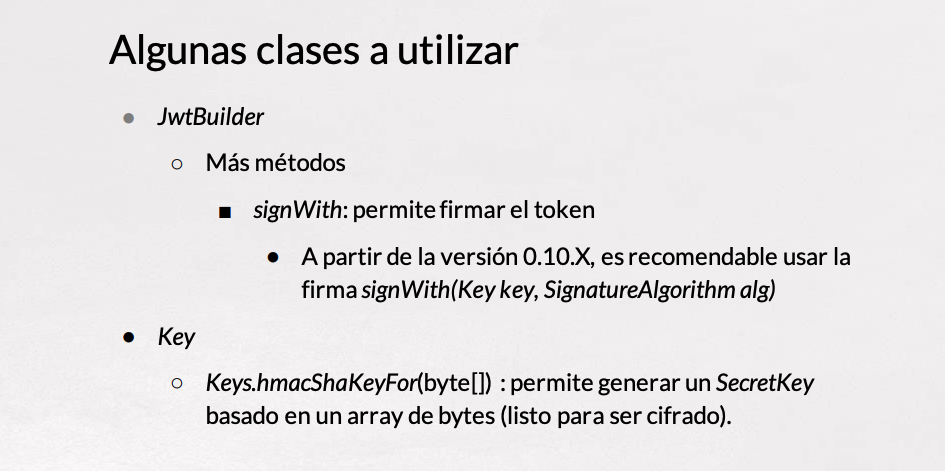 Algunas clases a utilizar
● JwtBuilder
○ Más métodos
■ signWith: permite firmar el token
● A partir de la versión 0.10.X, es recomendable usar la
firma signWith(Key key, SignatureAlgorithm alg)
● Key
○ Keys.hmacShaKeyFor(byte[]) : permite generar un SecretKey
basado en un array de bytes (listo para ser cifrado).